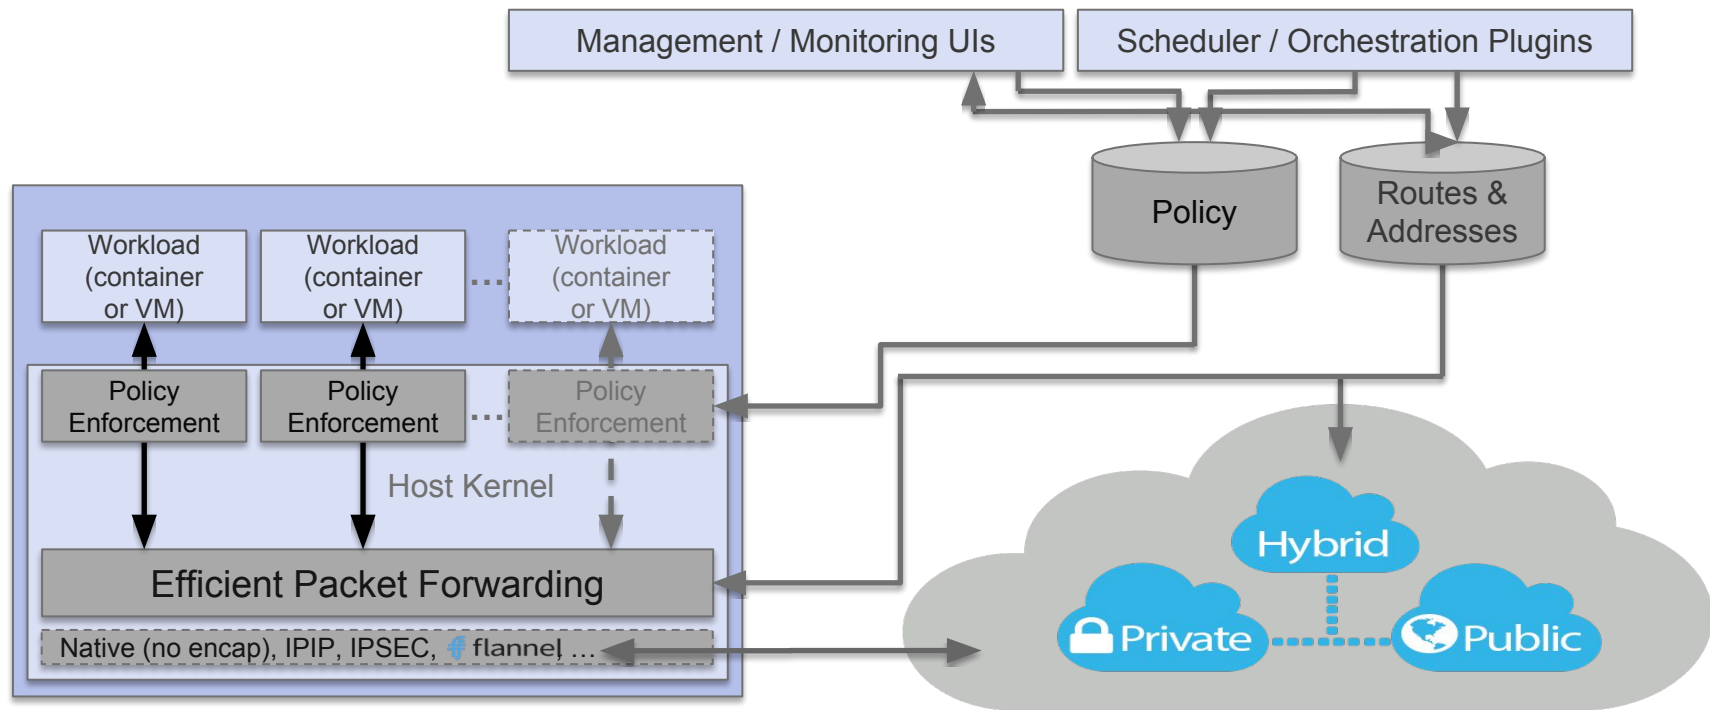 Management / Monitoring UIs
Scheduler / Orchestration Plugins
Policy
Routes &
Addresses
Workload
(container
or VM)
Workload
(container
or VM)
...
Workload
(container
or VM)
Policy
Enforcement
Policy
Enforcement
...
Policy
Enforcement
Host Kernel
Efficient Packet Forwarding
Native (no encap), IPIP, IPSEC, flannel, ...
Hybrid
Private
Public